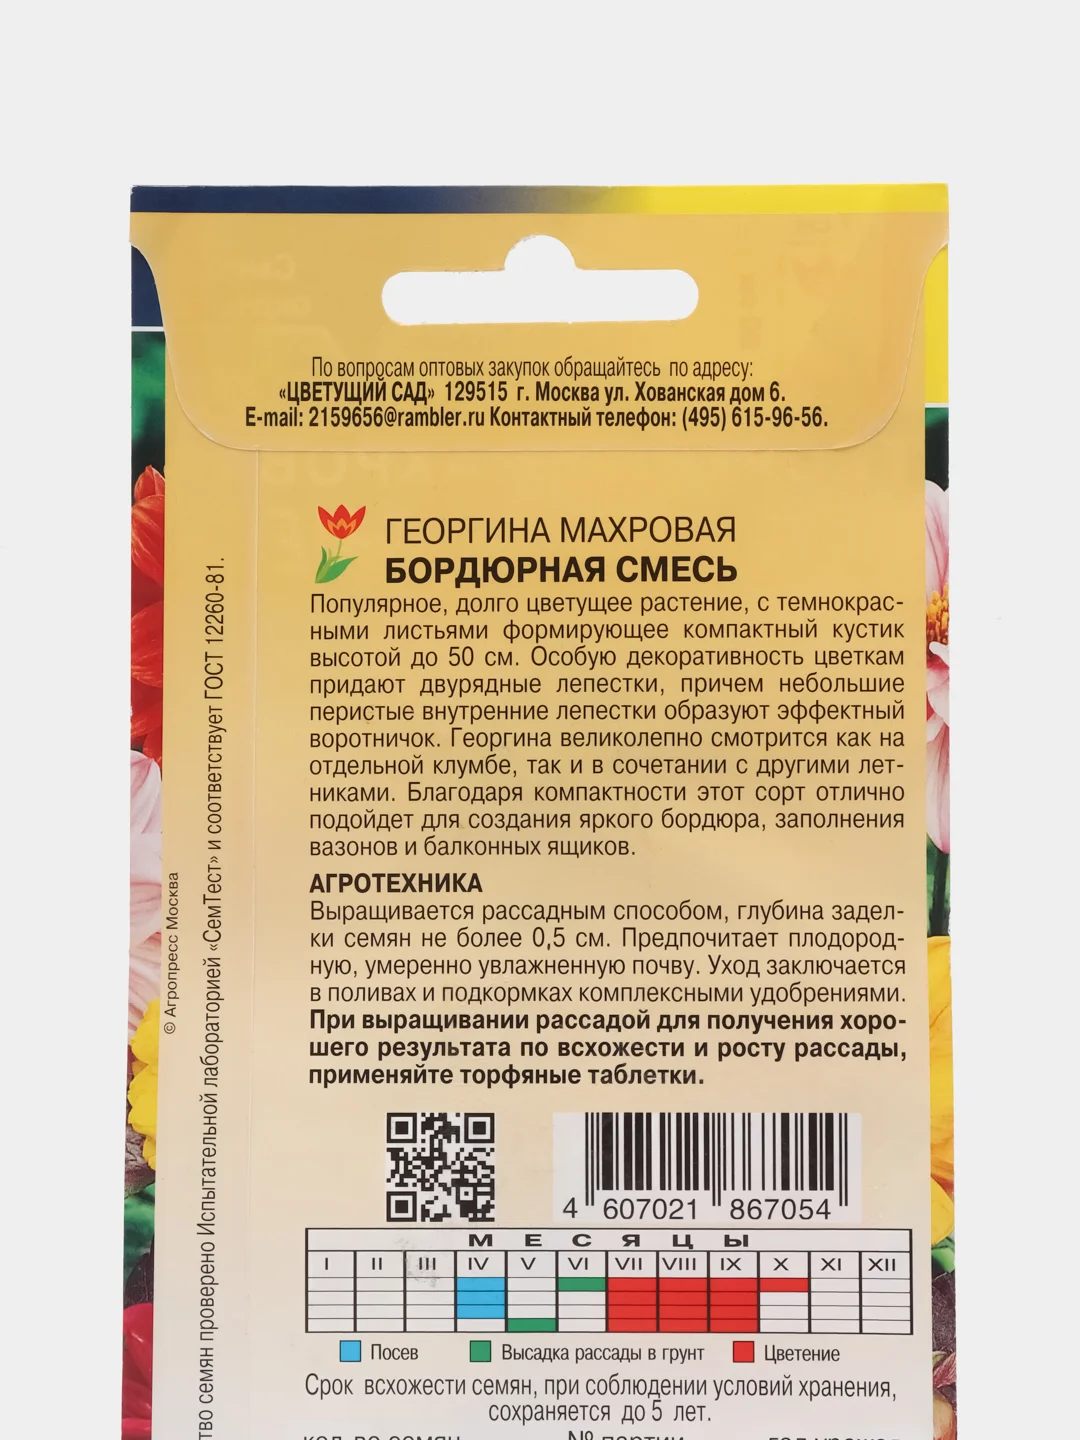 По вопросам оптовых закупок обращайтесь по адресу:
«ЦВЕТУЩИЙ САД» 129515 г. Москва ул. Хованская дом 6.
E-mail: 2159656@rambler.ru Контактный телефон: (495) 615-96-56.
ГЕОРГИНА МАХРОВАЯ
БОРДЮРНАЯ СМЕСЬ
Популярное, долго цветущее растение, с темнокрас-
ными листьями формирующее компактный кустик
высотой до 50 см. Особую декоративность цветкам
придают двурядные лепестки, причем небольшие
перистые внутренние лепестки образуют эффектный
воротничок. Георгина великолепно смотрится как на
отдельной клумбе, так и в сочетании с другими лет-
никами. Благодаря компактности этот сорт отлично
подойдет для создания яркого бордюра, заполнения
вазонов и балконных ящиков.
АГРОТЕХНИКА
Выращивается рассадным способом, глубина задел-
ки семян не более 0,5 см. Предпочитает плодород-
ную, умеренно увлажненную почву. Уход заключается
в поливах и подкормках комплексными удобрениями.
При выращивании рассадой для получения хоро-
шего результата по всхожести и росту рассады,
применяйте торфяные таблетки.
4 607021 867054
МЕСЯЦЫ
I II III IV V VI VII VIII IX X XI XII
Посев Высадка рассады в грунт Цветение
Срок всхожести семян, при соблюдении условий хранения,
сохраняется до 5 лет.
кол-во семян № партии год урожая
© Агропресс Москва
тво семян проверено Испытательной лабораторией «СемТест» и соответствует ГОСТ 12260-81.